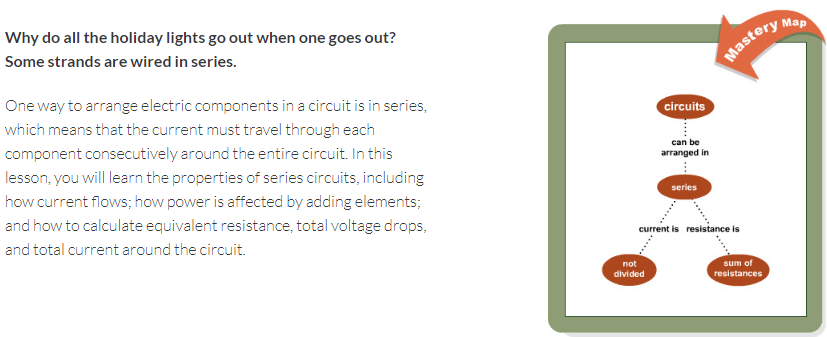 Why do all the holiday lights go out when one goes out?
Some strands are wired in series.
One way to arrange electric components in a circuit is in series,
which means that the current must travel through each
component consecutively around the entire circuit. In this
lesson, you will learn the properties of series circuits, including
how current flows; how power is affected by adding elements;
and how to calculate equivalent resistance, total voltage drops,
and total current around the circuit.
Mastery Map
circuits
can be
arranged in
series
current is
resistance is
not
divided
sum of
resistances